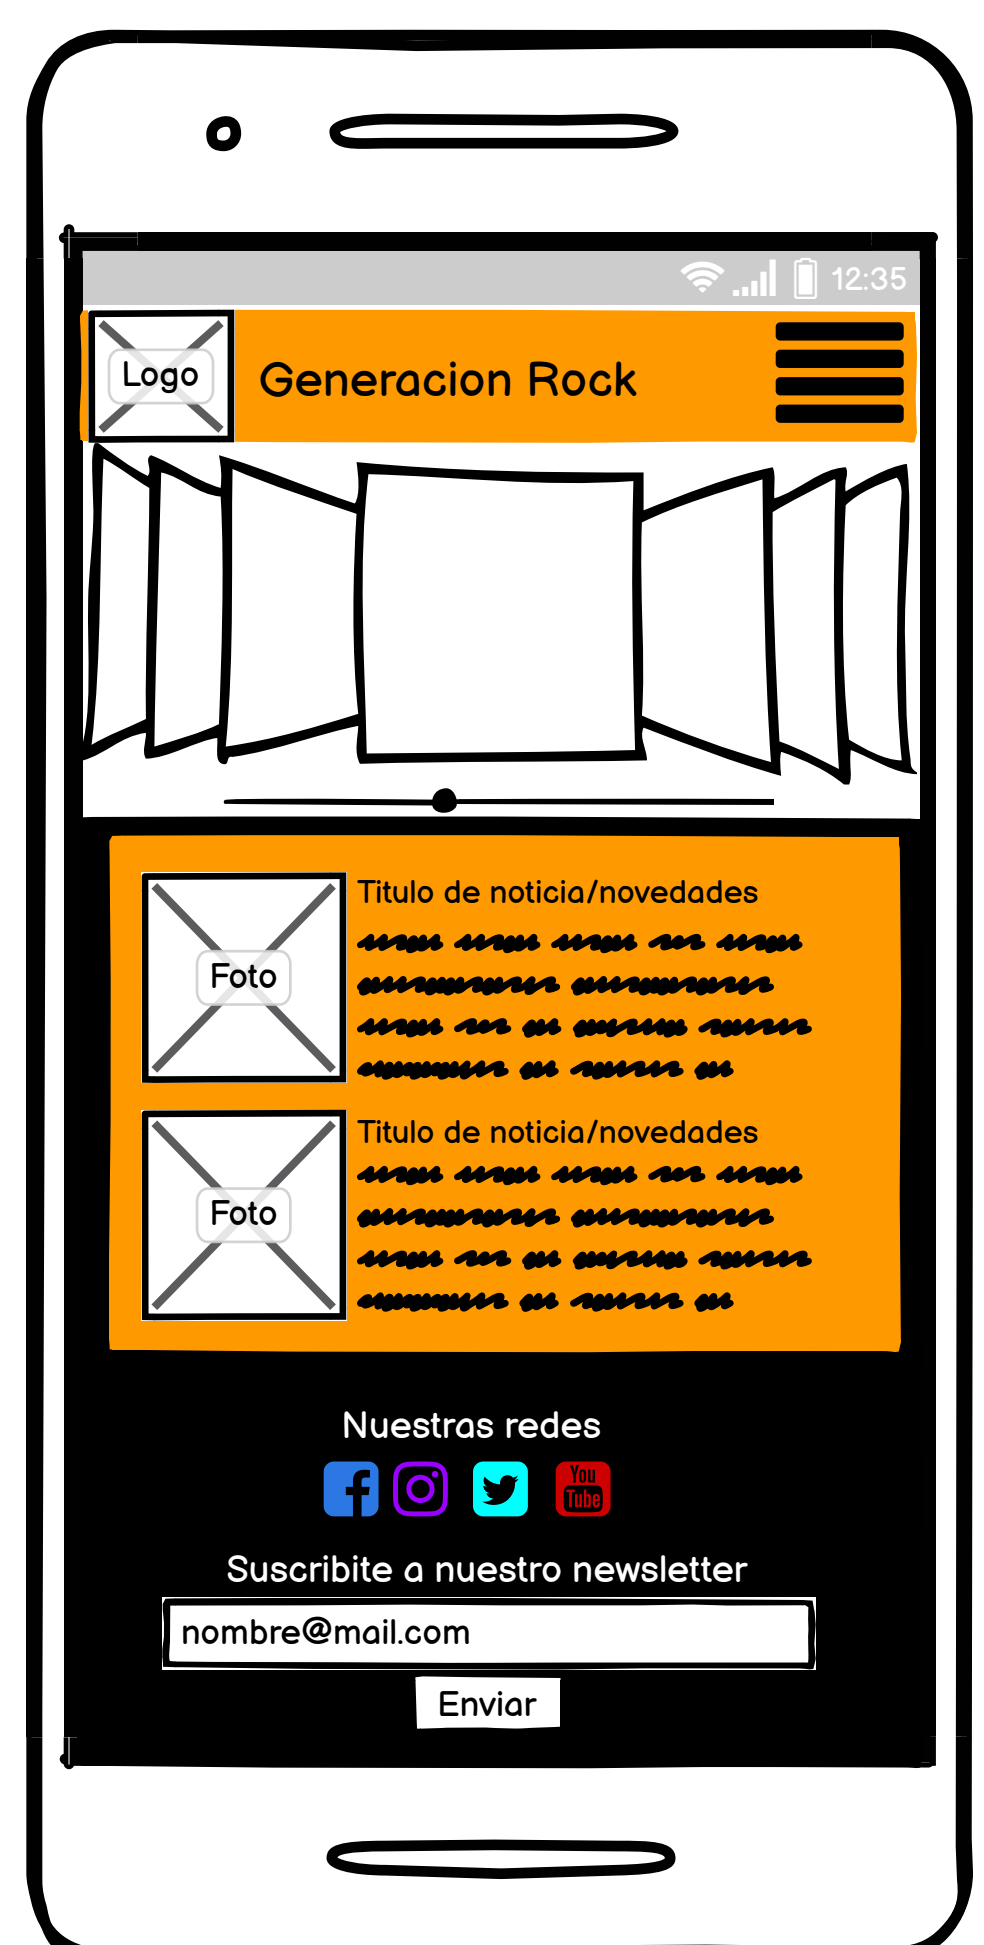 12:35
Logo
Generacion Rock
Titulo de noticia/novedades
Foto
Titulo de noticia/novedades
Foto
Nuestras redes
You
Tube
Suscribite a nuestro newsletter
nombre@mail.com
Enviar